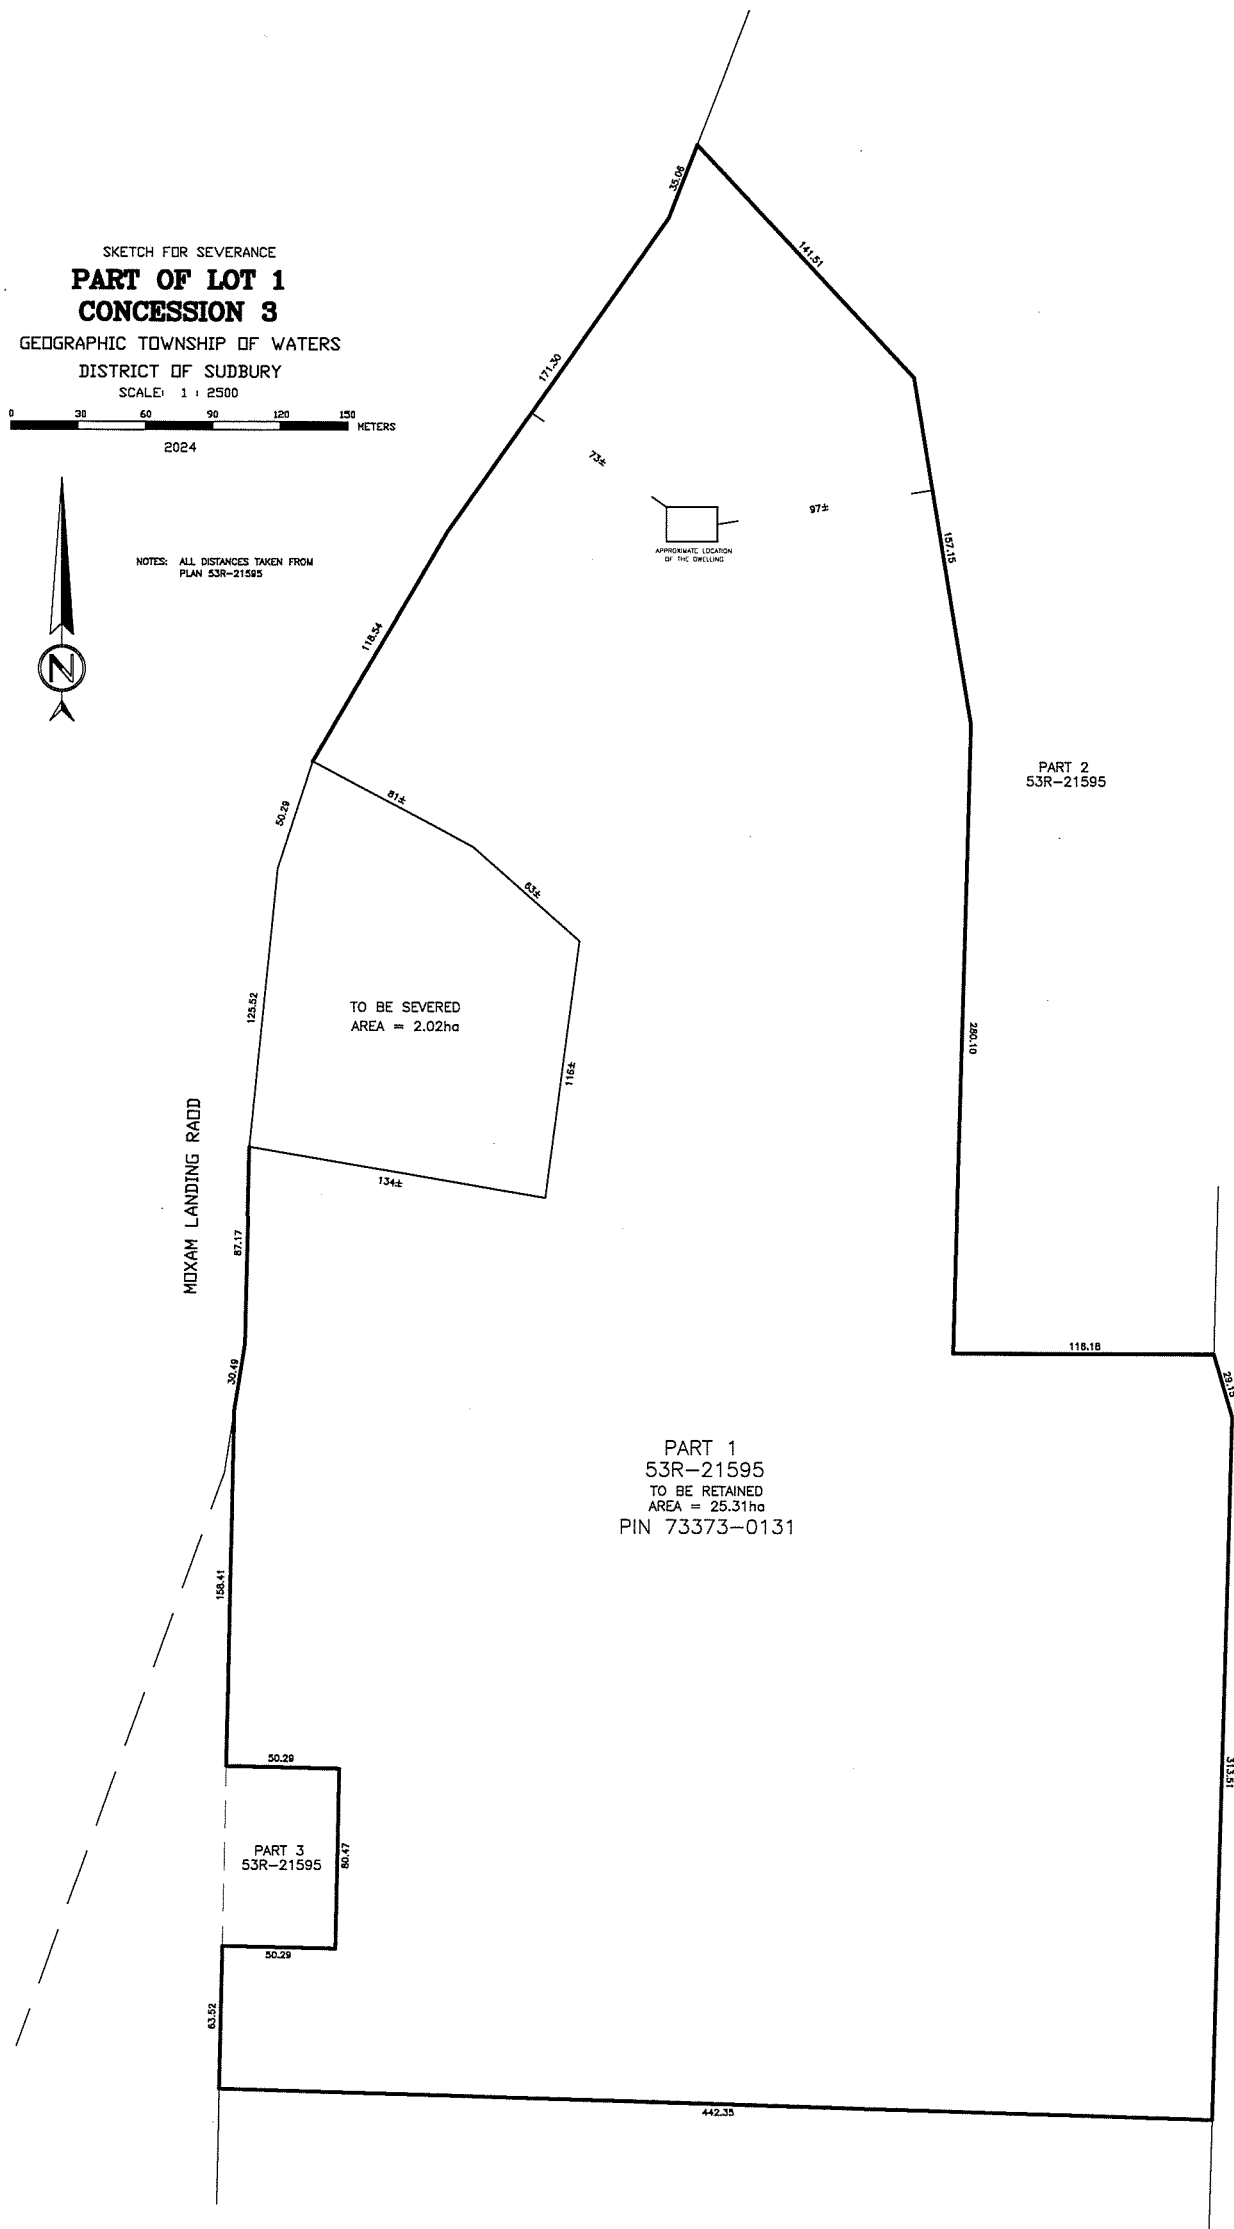 SKETCH FOR SEVERANCE
PART OF LOT 1
CONCESSION 3
GEOGRAPHIC TOWNSHIP OF WATERS
DISTRICT OF SUDBURY
SCALE: 1 : 2500
0 30 60 90 120 150 METERS
2024
NOTES: ALL DISTANCES TAKEN FROM
PLAN 53R-21595
N
35.06
141.51
171.30
73±
97±
APPROXIMATE LOCATION
OF THE DWELLING
157.15
118.54
PART 2
53R-21595
50.29
81±
63±
125.52
TO BE SEVERED
AREA = 2.02ha
116±
280.10
134±
MOXAM LANDING RAOD
87.17
30.49
118.18
29.15
PART 1
53R-21595
TO BE RETAINED
AREA = 25.31ha
PIN 73373-0131
158.41
50.29
313.51
PART 3
53R-21595
80.47
50.29
63.52
442.35